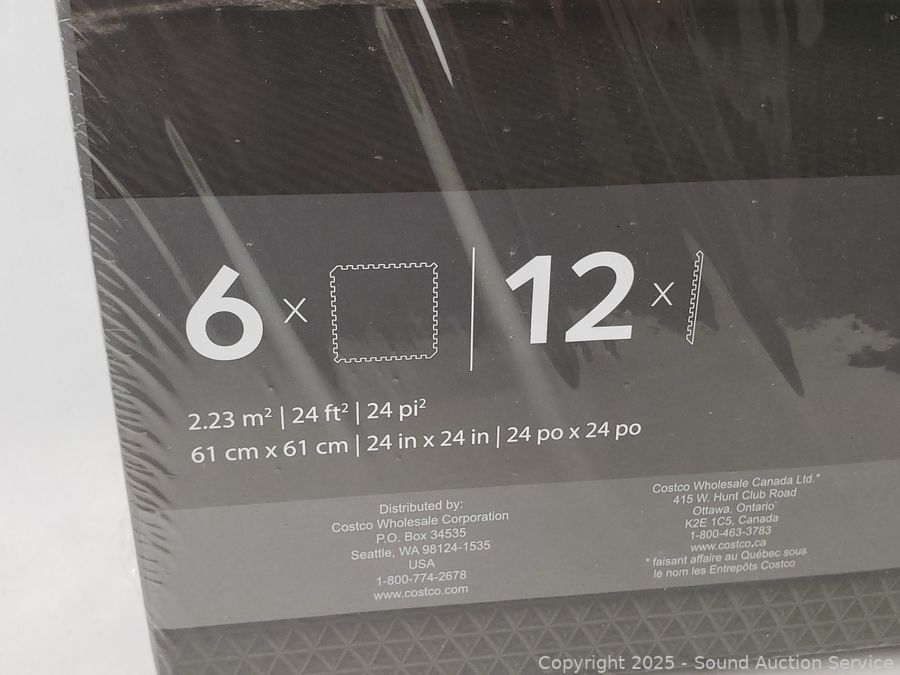 6 x | 12 x
2.23 m² | 24 ft² | 24 pi²
61 cm x 61 cm | 24 in x 24 in | 24 po x 24 po
Distributed by:
Costco Wholesale Corporation
P.O. Box 34535
Seattle, WA 98124-1535
USA
1-800-774-2678
www.costco.com
Costco Wholesale Canada Ltd.*
415 W. Hunt Club Road
Ottawa, Ontario
K2E 1C5, Canada
1-800-463-3783
www.costco.ca
* faisant affaire au Québec sous
le nom les Entrepôts Costco
Copyright 2025 - Sound Auction Service